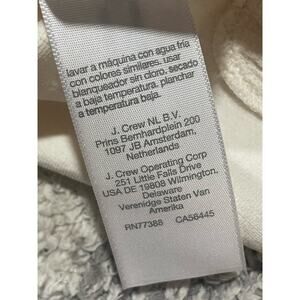 lavar a máquina con agua fría
con colores similares. usar
blanqueador sin cloro. secado
a baja temperatura. planchar
a temperatura baja.
J. Crew NL B.V.
Prins Bernhardplein 200
1097 JB Amsterdam,
Netherlands
J. Crew Operating Corp
251 Little Falls Drive
USA DE 19808 Wilmington,
Delaware
Verenidge Staten Van
Amerika
RN77388 CA56445